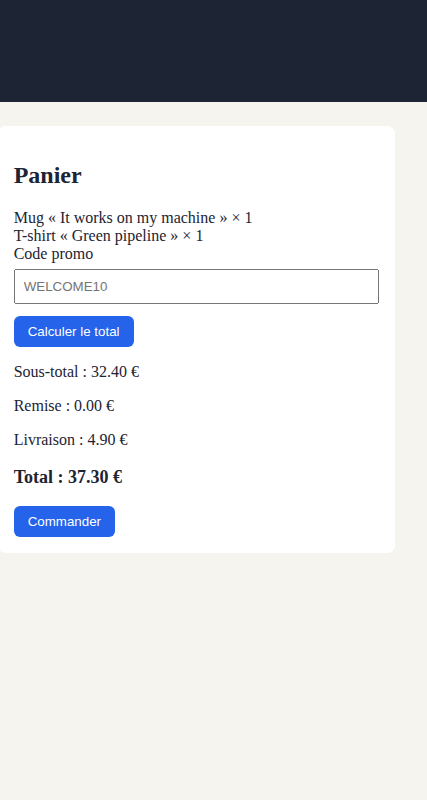 Panier
Mug « It works on my machine » × 1
T-shirt « Green pipeline » × 1
Code promo
WELCOME10
Calculer le total
Sous-total : 32.40 €
Remise : 0.00 €
Livraison : 4.90 €
Total : 37.30 €
Commander